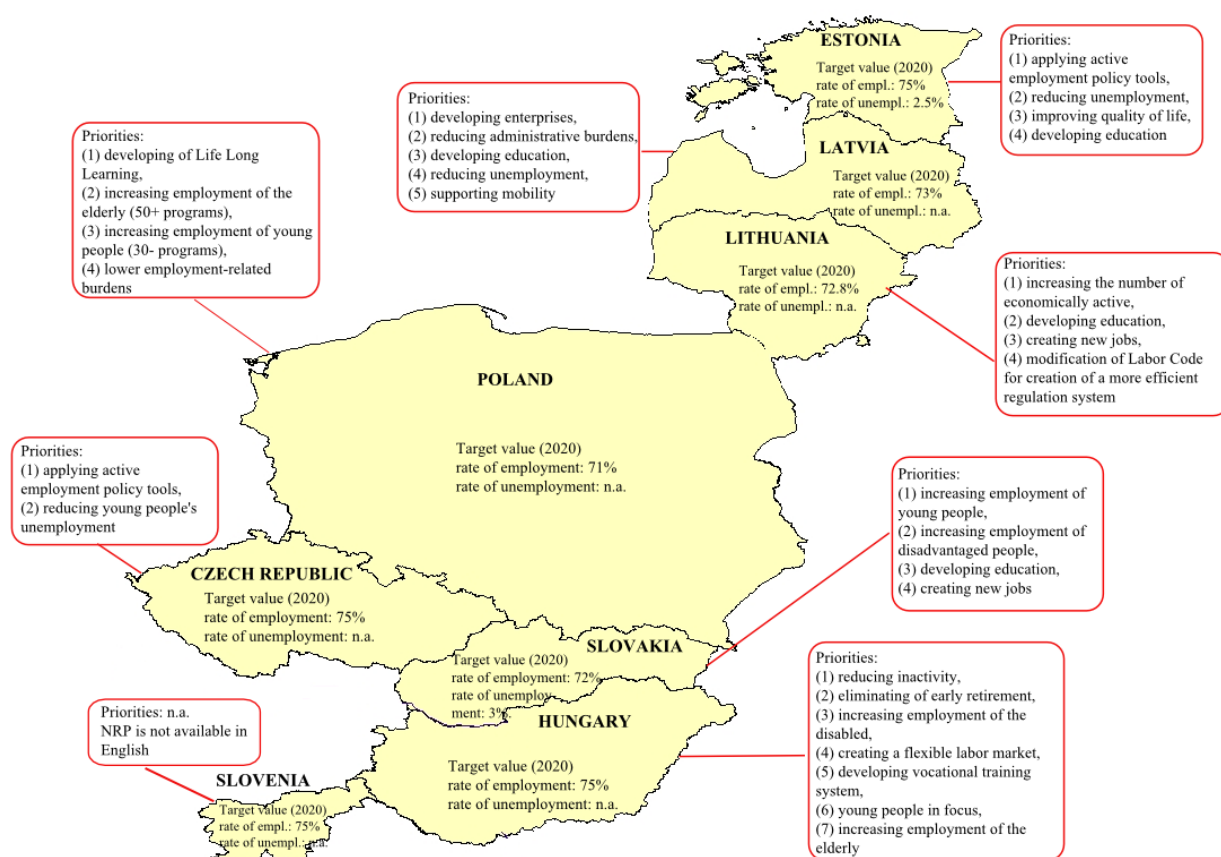 ESTONIA
Target value (2020)
rate of empl.: 75%
rate of unempl.: 2.5%
Priorities:
(1) applying active
employment policy tools,
(2) reducing unemployment,
(3) improving quality of life,
(4) developing education
Priorities:
(1) developing enterprises,
(2) reducing administrative burdens,
(3) developing education,
(4) reducing unemployment,
(5) supporting mobility
LATVIA
Target value (2020)
rate of empl.: 73%
rate of unempl.: n.a.
Priorities:
(1) developing of Life Long
Learning,
(2) increasing employment of the
elderly (50+ programs),
(3) increasing employment of young
people (30- programs),
(4) lower employment-related
burdens
LITHUANIA
Target value (2020)
rate of empl.: 72.8%
rate of unempl.: n.a.
Priorities:
(1) increasing the number of
economically active,
(2) developing education,
(3) creating new jobs,
(4) modification of Labor Code
for creation of a more efficient
regulation system
POLAND
Target value (2020)
rate of employment: 71%
rate of unemployment: n.a.
Priorities:
(1) applying active
employment policy tools,
(2) reducing young people's
unemployment
CZECH REPUBLIC
Target value (2020)
rate of employment: 75%
rate of unemployment: n.a.
Priorities:
(1) increasing employment of
young people,
(2) increasing employment of
disadvantaged people,
(3) developing education,
(4) creating new jobs
SLOVAKIA
Target value (2020)
rate of employment: 72%
rate of unemploy-
ment: 3%.
Priorities:
(1) reducing inactivity,
(2) eliminating of early retirement,
(3) increasing employment of the
disabled,
(4) creating a flexible labor market,
(5) developing vocational training
system,
(6) young people in focus,
(7) increasing employment of the
elderly
HUNGARY
Target value (2020)
rate of employment: 75%
rate of unemployment: n.a.
Priorities: n.a.
NRP is not available in
English
SLOVENIA
Target value (2020)
rate of empl.: 75%
rate of unempl.: n.a.